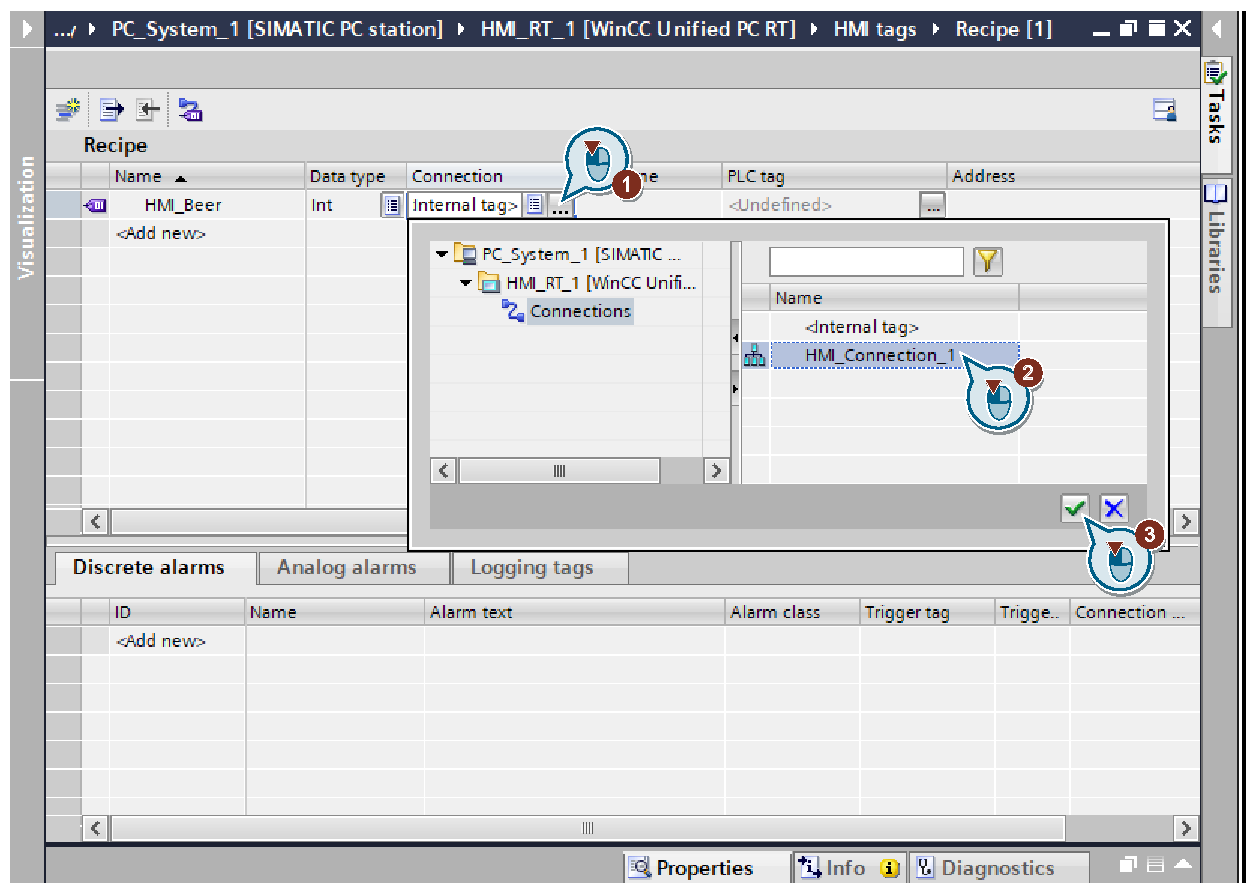 .../ PC_System_1 [SIMATIC PC station] HMI_RT_1 [WinCC Unified PC RT] HMI tags Recipe [1]
Tasks
Libraries
Visualization
Recipe
Name Data type Connection PLC tag Address
1
HMI_Beer Int Internal tag> ... <Undefined> ...
<Add new>
PC_System_1 [SIMATIC ...
HMI_RT_1 [WinCC Unifi...
Connections
Name
<Internal tag>
HMI_Connection_1
2
3
Discrete alarms Analog alarms Logging tags
ID Name Alarm text Alarm class Trigger tag Trigge.. Connection ...
<Add new>
Properties Info Diagnostics